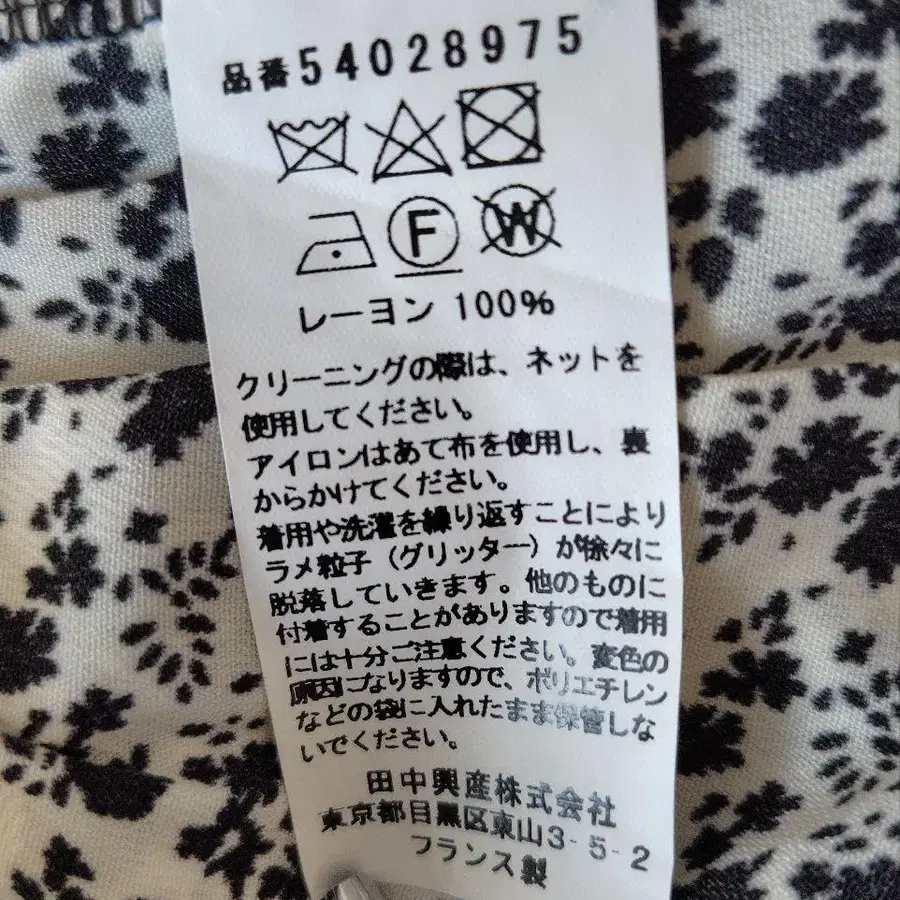 品番54028975
F W
レーヨン 100%
クリーニングの際は、ネットを
使用してください。
アイロンはあて布を使用し、裏
からかけてください。
着用や洗濯を繰り返すことにより
ラメ粒子（グリッター）が徐々に
脱落していきます。他のものに
付着することがありますので着用
には十分ご注意ください。変色の
原因になりますので、ポリエチレン
などの袋に入れたまま保管しな
いでください。
田中興産株式会社
東京都目黒区東山3-5-2
フランス製